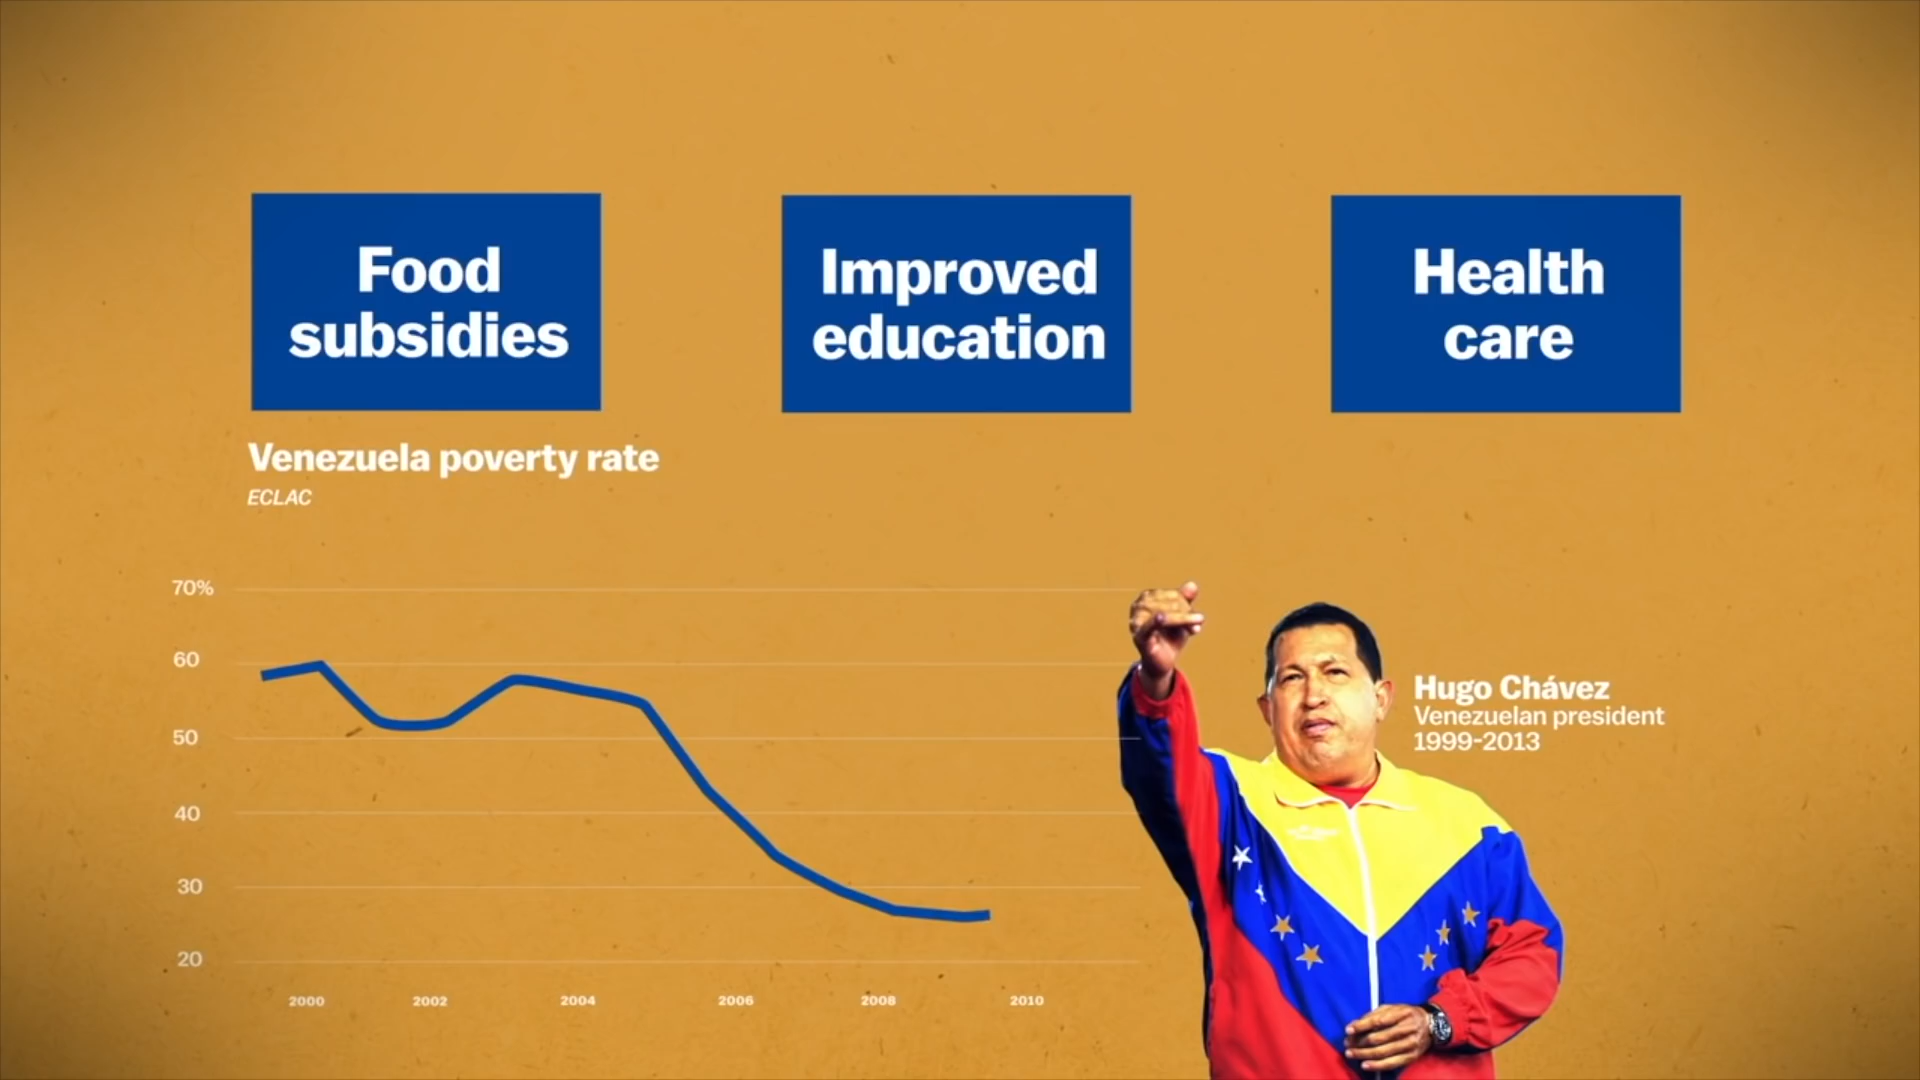 Food
subsidies
Improved
education
Health
care
Venezuela poverty rate
ECLAC
70%
60
50
40
30
20
2000
2002
2004
2006
2008
2010
Hugo Chávez
Venezuelan president
1999-2013